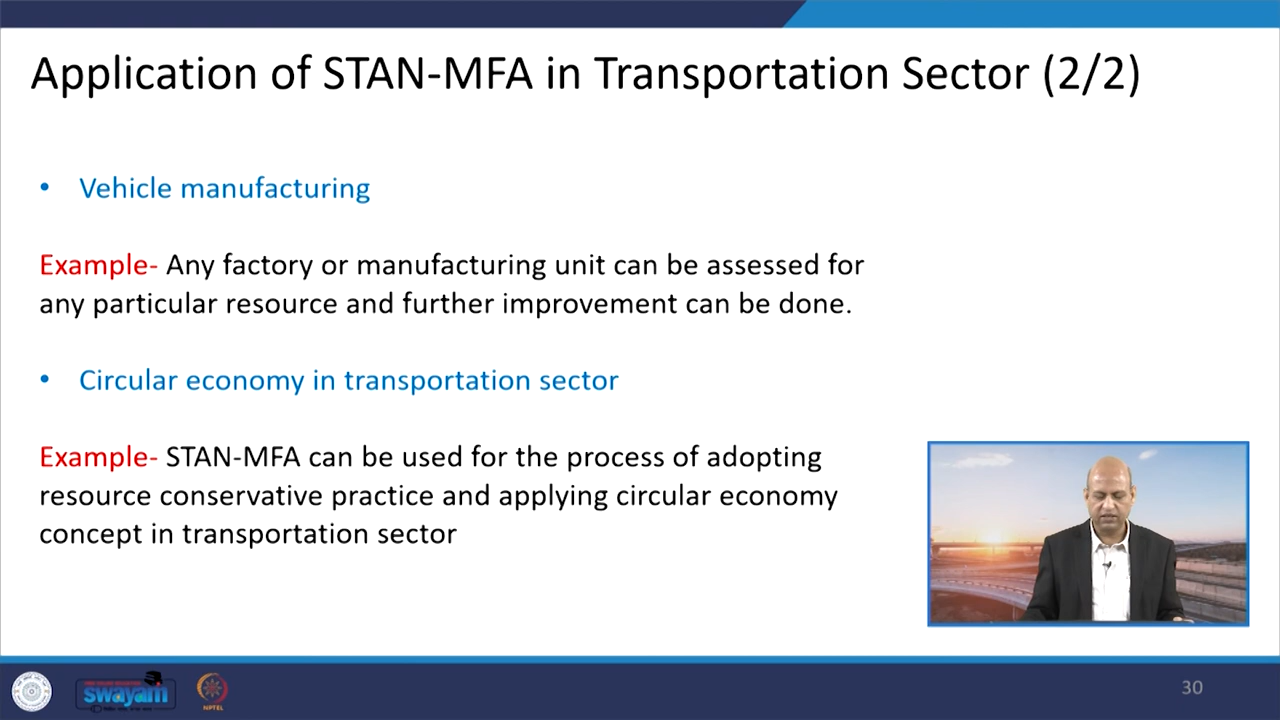 Application of STAN-MFA in Transportation Sector (2/2)
• Vehicle manufacturing
Example- Any factory or manufacturing unit can be assessed for
any particular resource and further improvement can be done.
• Circular economy in transportation sector
Example- STAN-MFA can be used for the process of adopting
resource conservative practice and applying circular economy
concept in transportation sector
swayam
NPTEL
30